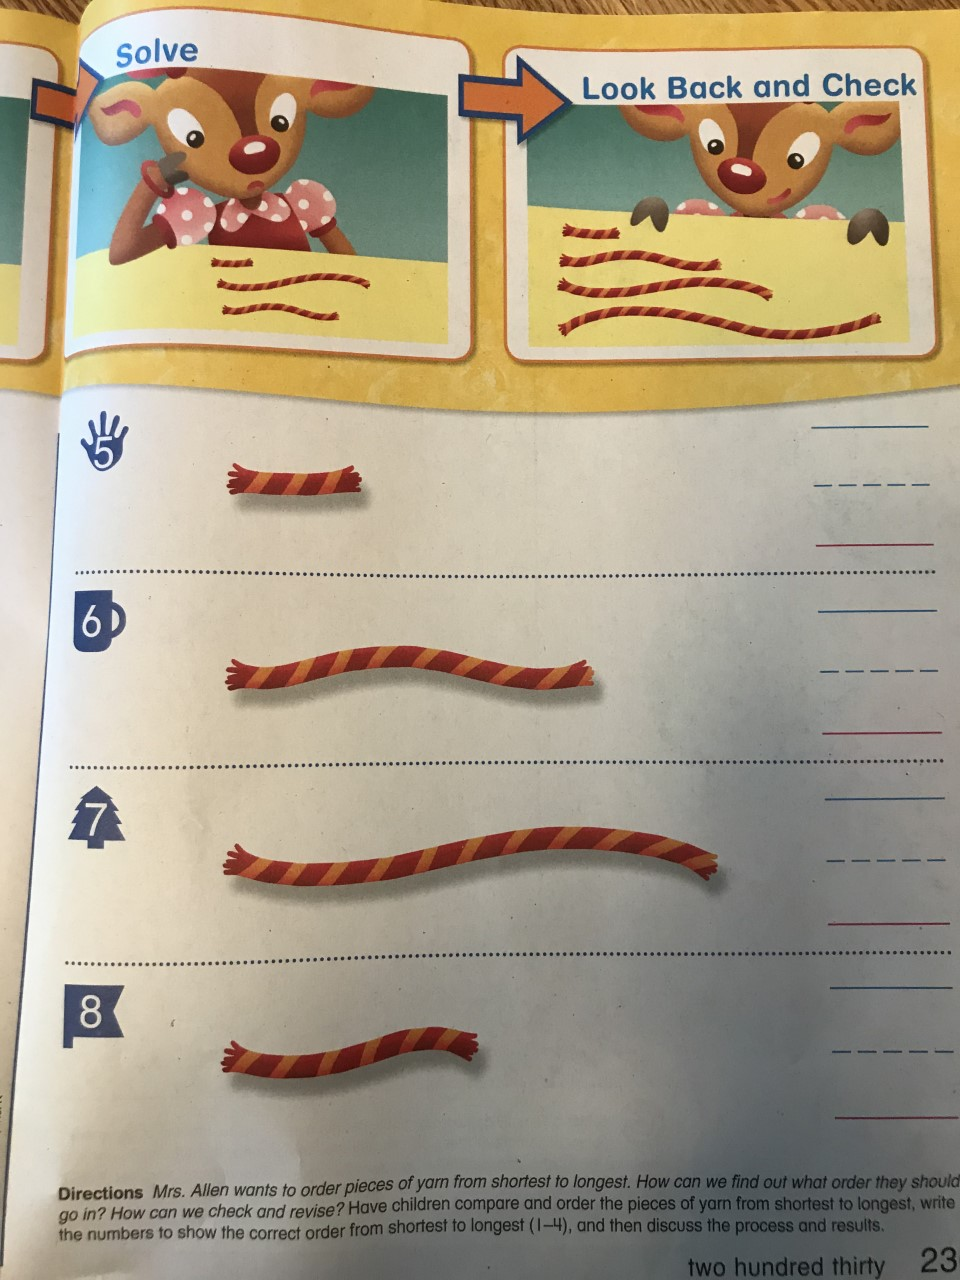 Solve
Look Back and Check
5
6
7
8
Directions Mrs. Allen wants to order pieces of yarn from shortest to longest. How can we find out what order they should
go in? How can we check and revise? Have children compare and order the pieces of yarn from shortest to longest, write
the numbers to show the correct order from shortest to longest (1–4), and then discuss the process and results.
two hundred thirty 23